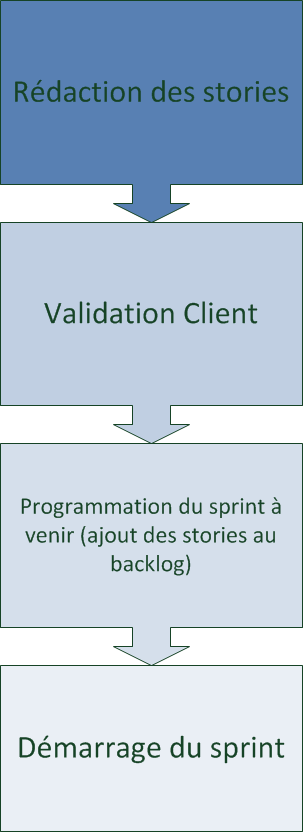 Rédaction des stories
Validation Client
Programmation du sprint à
venir (ajout des stories au
backlog)
Démarrage du sprint